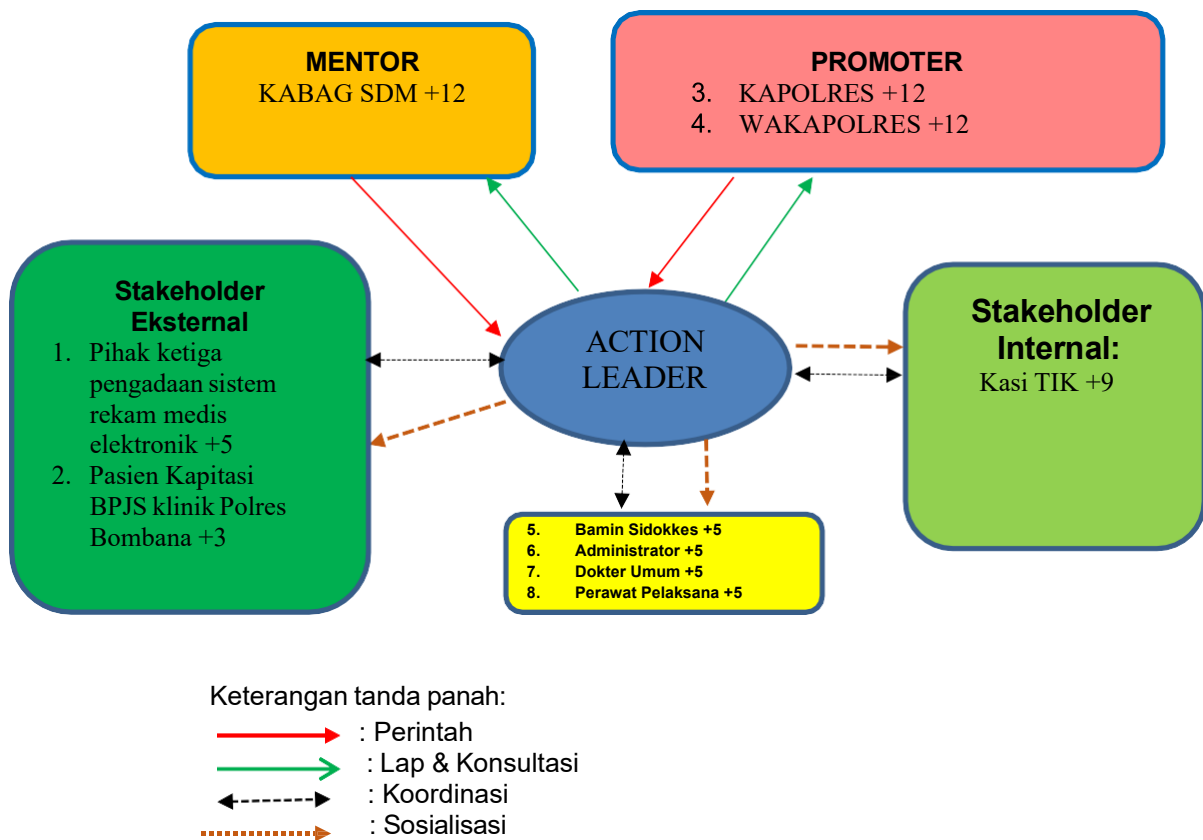 MENTOR
KABAG SDM +12
PROMOTER
3. KAPOLRES +12
4. WAKAPOLRES +12
Stakeholder
Eksternal
1. Pihak ketiga
pengadaan sistem
rekam medis
elektronik +5
2. Pasien Kapitasi
BPJS klinik Polres
Bombana +3
ACTION
LEADER
Stakeholder
Internal:
Kasi TIK +9
5. Bamin Sidokkes +5
6. Administrator +5
7. Dokter Umum +5
8. Perawat Pelaksana +5
Keterangan tanda panah:
: Perintah
: Lap & Konsultasi
: Koordinasi
: Sosialisasi